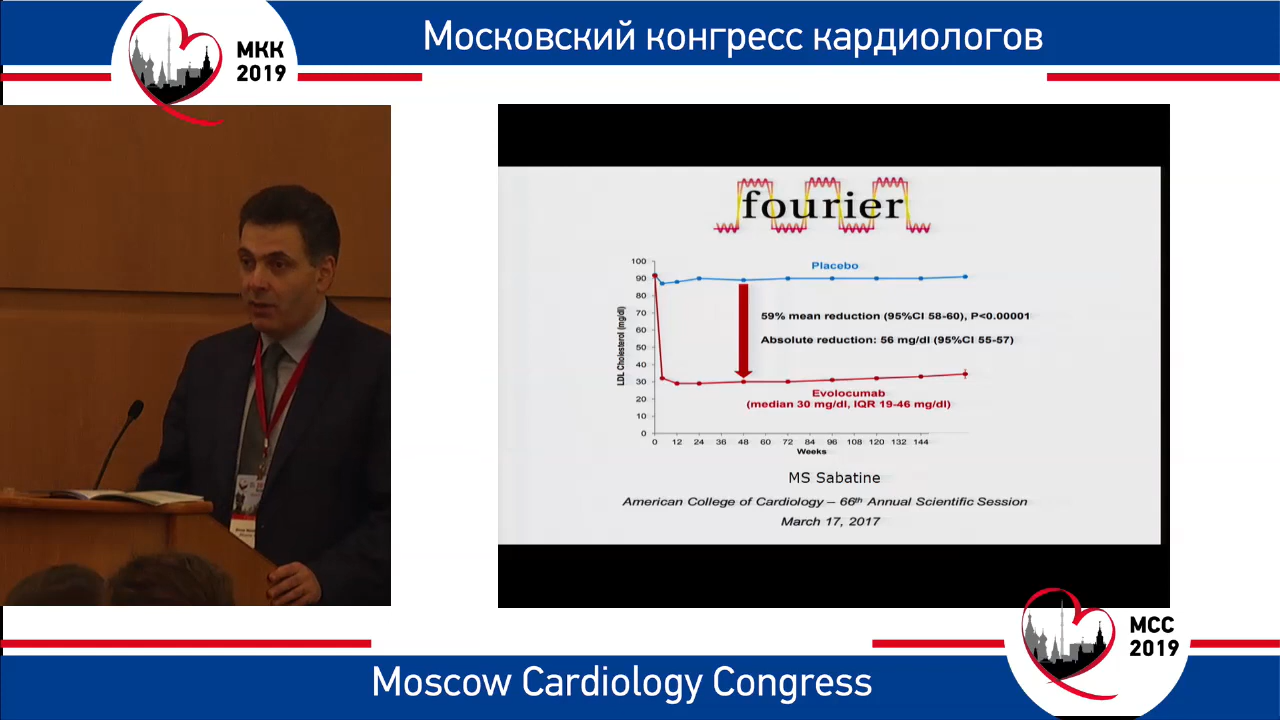 МКК
2019
Московский конгресс кардиологов
fourier
100
90
80
70
60
50
40
30
20
10
0
LDL Cholesterol (mg/dl)
Placebo
59% mean reduction (95%CI 58-60), P<0.00001
Absolute reduction: 56 mg/dl (95%CI 55-57)
Evolocumab
(median 30 mg/dl, IQR 19-46 mg/dl)
0 12 24 36 48 60 72 84 96 108 120 132 144
Weeks
MS Sabatine
American College of Cardiology – 66th Annual Scientific Session
March 17, 2017
MCC
2019
Moscow Cardiology Congress